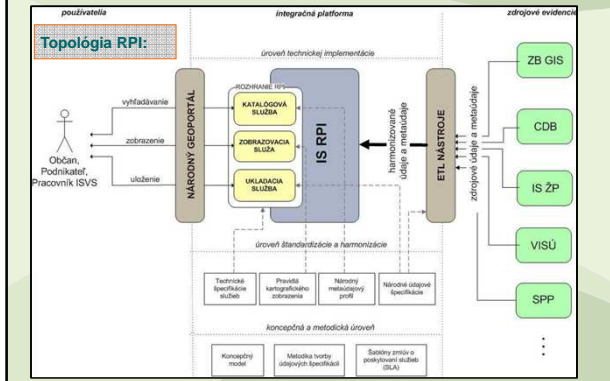 používatelia
integračná platforma
zdrojové evidencie
Topológia RPI:
úroveň technickej implementácie
vyhľadávanie
zobrazenie
uloženie
Občan,
Podnikateľ,
Pracovník ISVS
NÁRODNÝ GEOPORTÁL
ROZHRANIE RPI
KATALÓGOVÁ
SLUŽBA
ZOBRAZOVACIA
SLUŽA
UKLADACIA
SLUŽBA
IS RPI
harmonizované
údaje a metaúdaje
ETL NÁSTROJE
zdrojové údaje a metaúdaje
ZB GIS
CDB
IS ŽP
VISÚ
SPP
úroveň štandardizácie a harmonizácie
Technické
špecifikácie
služieb
Pravidlá
kartografického
zobrazenia
Národný
metaúdajový
profil
Národné údajové
špecifikácie
koncepčná a metodická úroveň
Koncepčný
model
Metodika tvorby
údajových špecifikácií
Šablóny zmlúv o
poskytovaní služieb
(SLA)